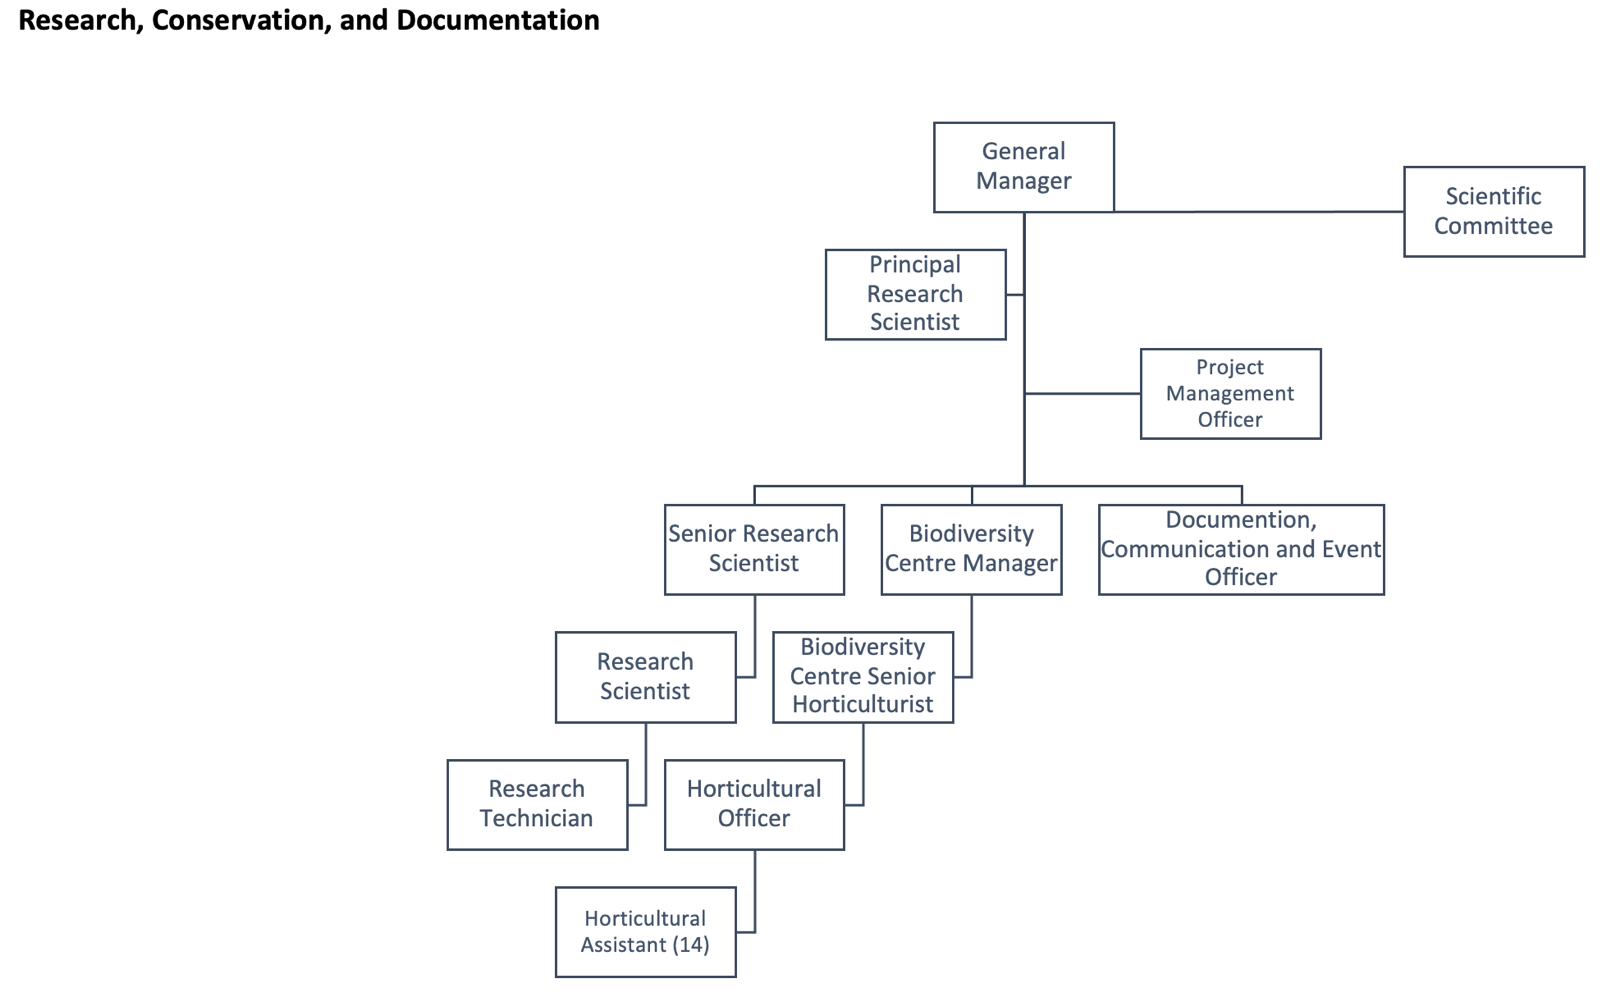 Research, Conservation, and Documentation
General
Manager
Scientific
Committee
Principal
Research
Scientist
Project
Management
Officer
Senior Research
Scientist
Biodiversity
Centre Manager
Documention,
Communication and Event
Officer
Research
Scientist
Biodiversity
Centre Senior
Horticulturist
Research
Technician
Horticultural
Officer
Horticultural
Assistant (14)